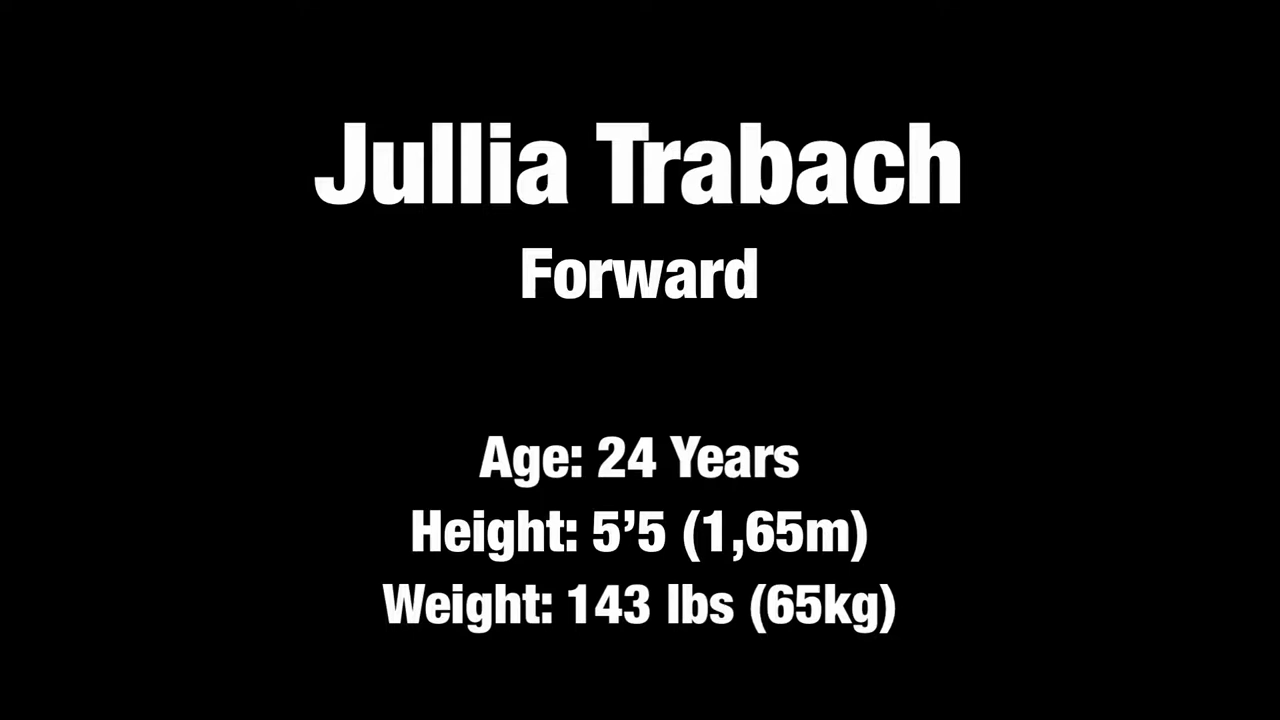 Jullia Trabach
Forward
Age: 24 Years
Height: 5’5 (1,65m)
Weight: 143 lbs (65kg)